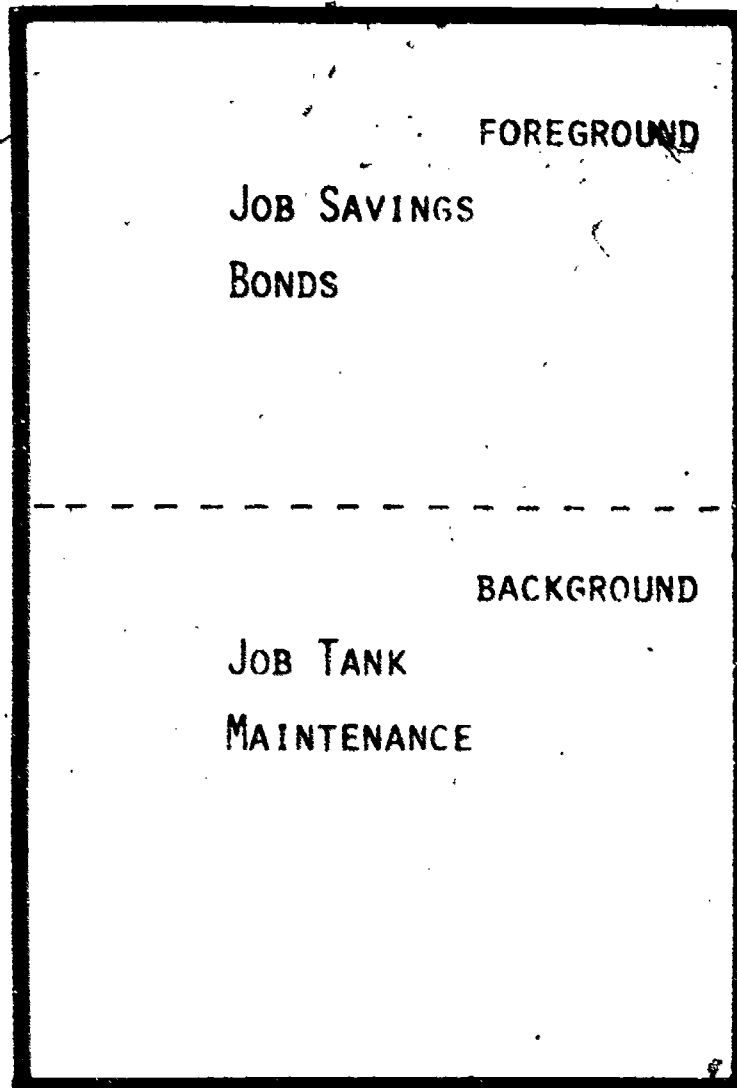 FOREGROUND
JOB SAVINGS
BONDS
BACKGROUND
JOB TANK
MAINTENANCE